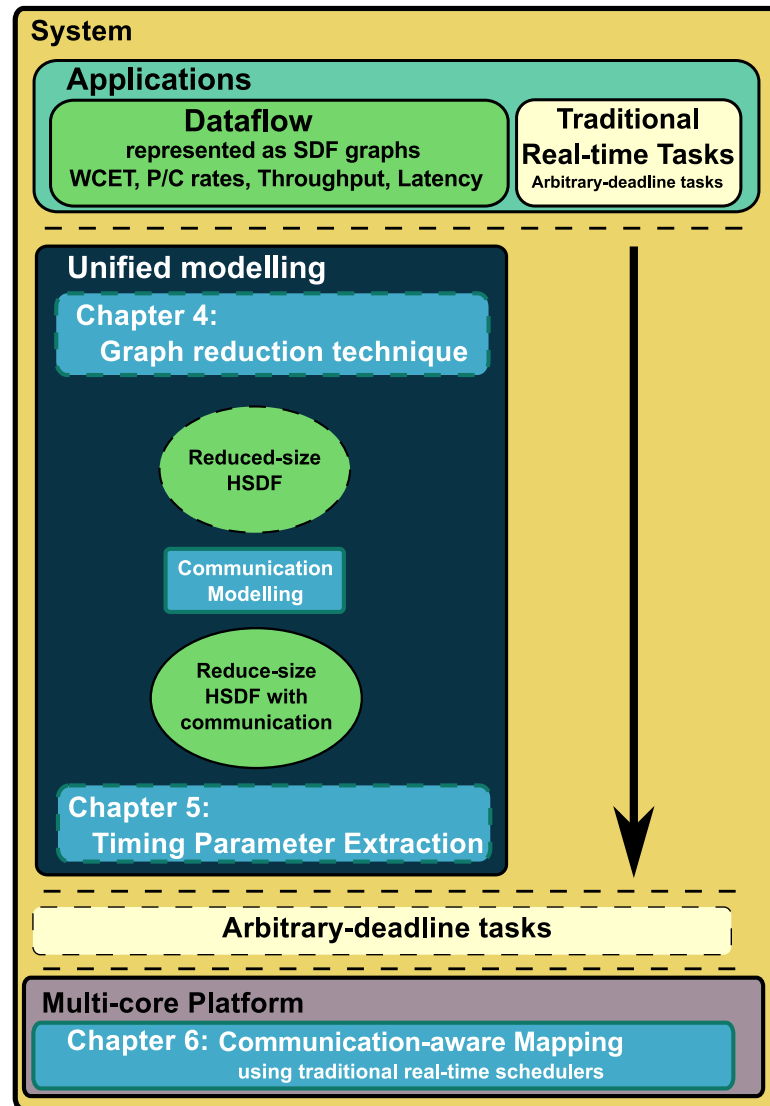 System
Applications
Dataflow
represented as SDF graphs
WCET, P/C rates, Throughput, Latency
Traditional
Real-time Tasks
Arbitrary-deadline tasks
Unified modelling
Chapter 4:
Graph reduction technique
Reduced-size
HSDF
Communication
Modelling
Reduce-size
HSDF with
communication
Chapter 5:
Timing Parameter Extraction
Arbitrary-deadline tasks
Multi-core Platform
Chapter 6: Communication-aware Mapping
using traditional real-time schedulers